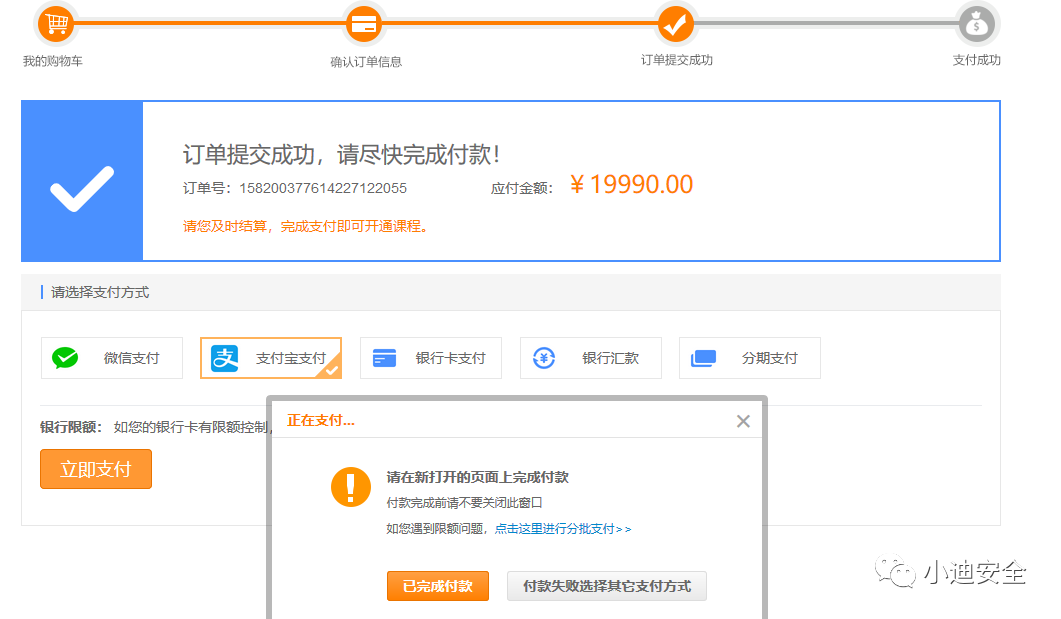 我的购物车
确认订单信息
订单提交成功
支付成功
订单提交成功，请尽快完成付款！
订单号：158200377614227122055 应付金额：￥19990.00
请您及时结算，完成支付即可开通课程。
请选择支付方式
微信支付
支付宝支付
银行卡支付
银行汇款
分期支付
银行限额： 如您的银行卡有限额控制，
立即支付
正在支付...
请在新打开的页面上完成付款
付款完成前请不要关闭此窗口
如您遇到限额问题，点击这里进行分批支付>>
已完成付款
付款失败选择其它支付方式
小迪安全